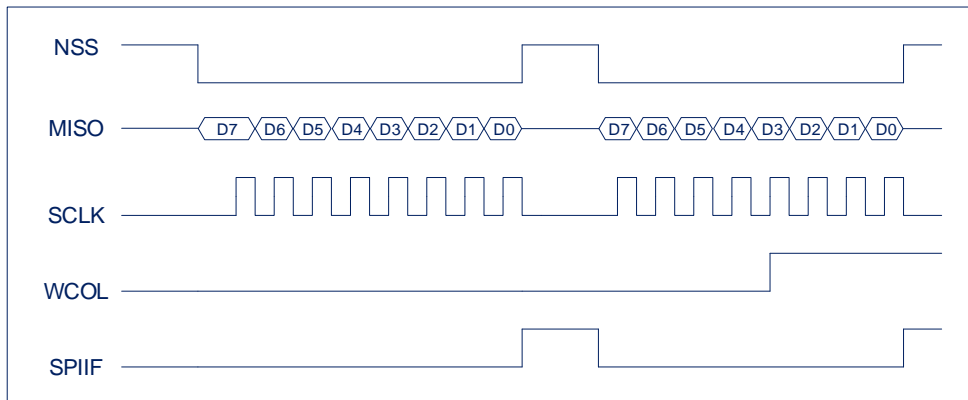 NSS
MISO D7 D6 D5 D4 D3 D2 D1 D0 D7 D6 D5 D4 D3 D2 D1 D0
SCLK
WCOL
SPIIF